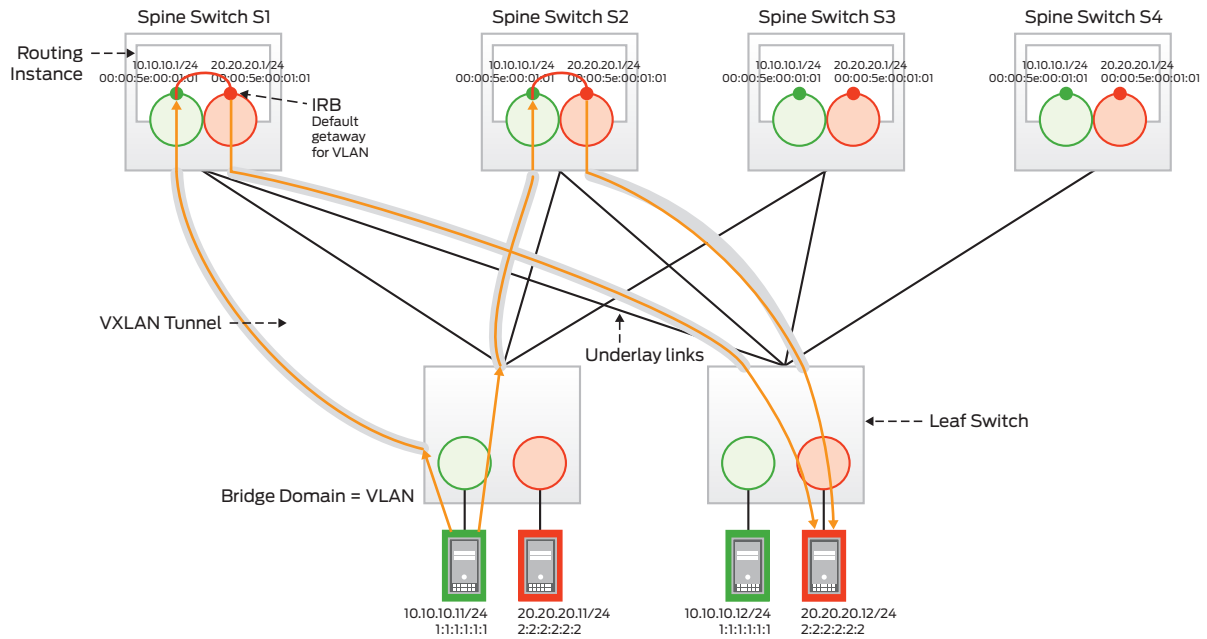 Spine Switch S1
Spine Switch S2
Spine Switch S3
Spine Switch S4
Routing
Instance
10.10.10.1/24
20.20.20.1/24
00:00:5e:00:01:01
00:00:5e:00:01:01
10.10.10.1/24
20.20.20.1/24
00:00:5e:00:01:01
00:00:5e:00:01:01
10.10.10.1/24
20.20.20.1/24
00:00:5e:00:01:01
00:00:5e:00:01:01
10.10.10.1/24
20.20.20.1/24
00:00:5e:00:01:01
00:00:5e:00:01:01
IRB
Default
getaway
for VLAN
VXLAN Tunnel
Underlay links
Leaf Switch
Bridge Domain = VLAN
10.10.10.11/24
1:1:1:1:1:1
20.20.20.11/24
2:2:2:2:2:2
10.10.10.12/24
1:1:1:1:1:1
20.20.20.12/24
2:2:2:2:2:2